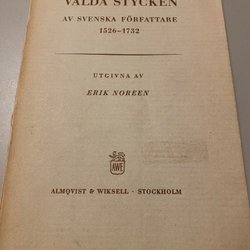 VALDA STYCKEN
AV SVENSKA FÖRFATTARE
1526–1732
UTGIVNA AV
ERIK NOREEN
AWE
ALMQVIST & WIKSELL · STOCKHOLM